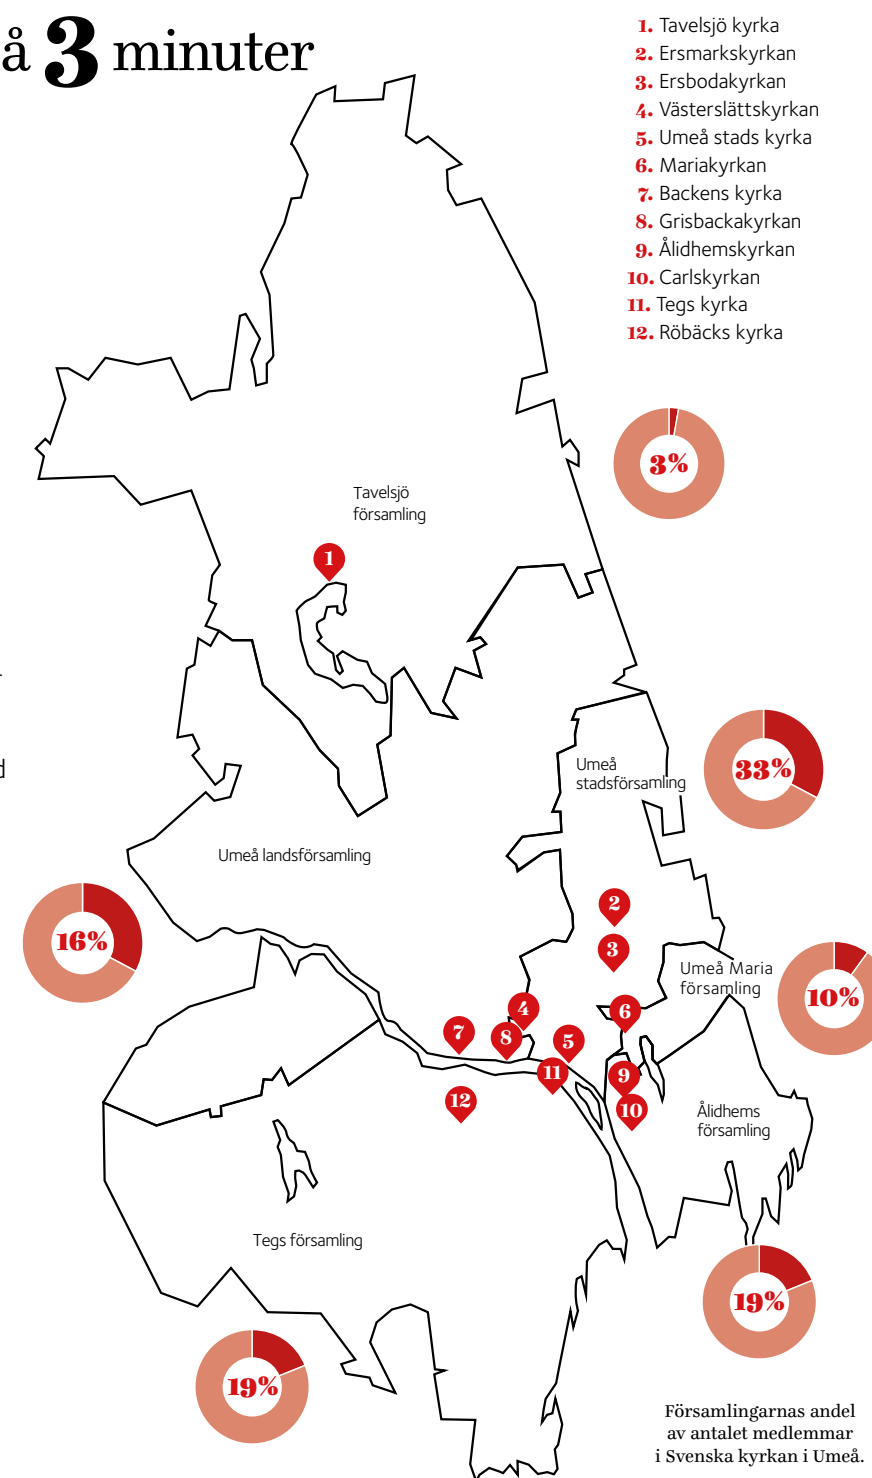 å 3 minuter
1. Tavelsjö kyrka
2. Ersmarkskyrkan
3. Ersbodakyrkan
4. Västerslättskyrkan
5. Umeå stads kyrka
6. Mariakyrkan
7. Backens kyrka
8. Grisbackakyrkan
9. Ålidhemskyrkan
10. Carlskyrkan
11. Tegs kyrka
12. Röbäcks kyrka
3%
Tavelsjö
församling
1
d
33%
Umeå
stadsförsamling
Umeå landsförsamling
16%
2
3
Umeå Maria
församling
10%
4
6
7
8
5
11
9
12
10
Ålidhems
församling
Tegs församling
19%
19%
Församlingarnas andel
av antalet medlemmar
i Svenska kyrkan i Umeå.